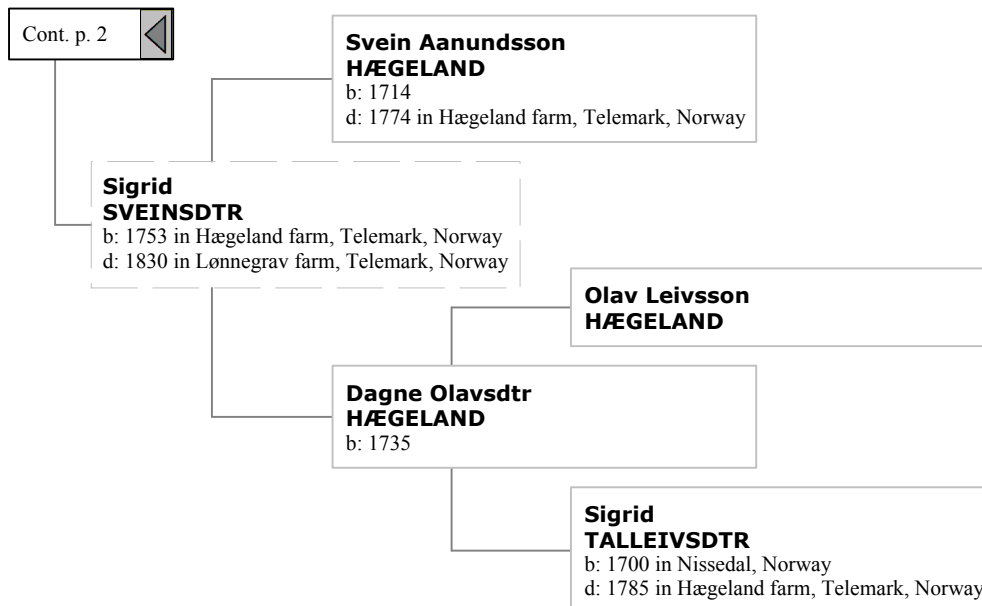 Cont. p. 2
Svein Aanundsson
HÆGELAND
b: 1714
d: 1774 in Hægeland farm, Telemark, Norway
Sigrid
SVEINSDTR
b: 1753 in Hægeland farm, Telemark, Norway
d: 1830 in Lønnegrav farm, Telemark, Norway
Olav Leivsson
HÆGELAND
Dagne Olavsdtr
HÆGELAND
b: 1735
Sigrid
TALLEIVSDTR
b: 1700 in Nissedal, Norway
d: 1785 in Hægeland farm, Telemark, Norway